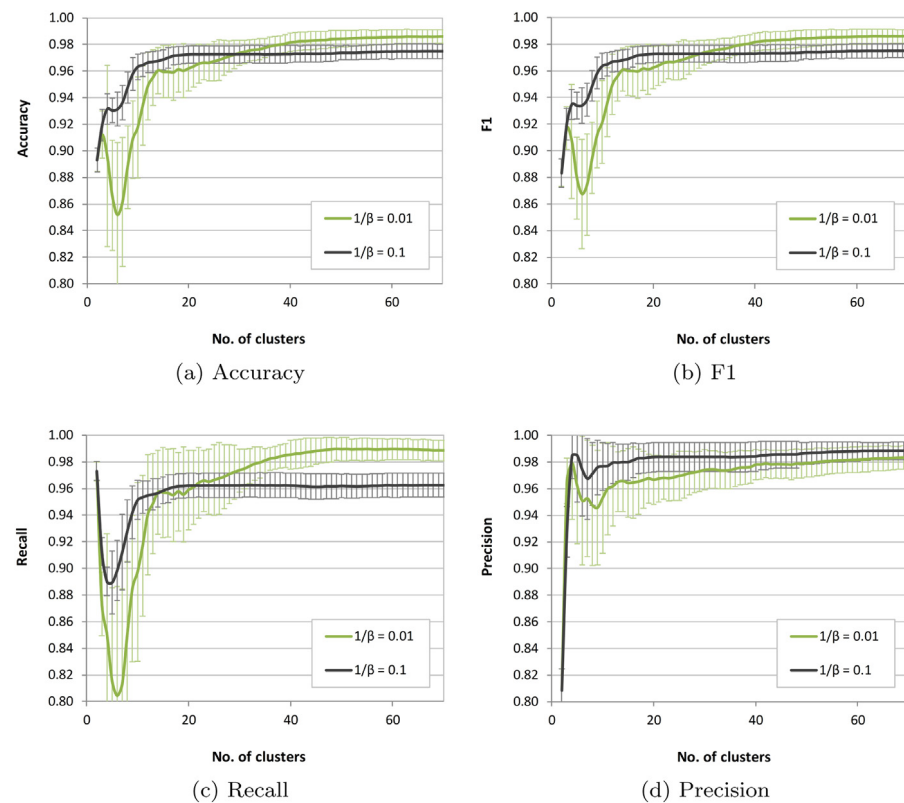 1.00
0.98
0.96
0.94
0.92
0.90
0.88
0.86
0.84
0.82
0.80
Accuracy
0 20 40 60
No. of clusters
1/β = 0.01
1/β = 0.1
(a) Accuracy
1.00
0.98
0.96
0.94
0.92
0.90
0.88
0.86
0.84
0.82
0.80
F1
0 20 40 60
No. of clusters
1/β = 0.01
1/β = 0.1
(b) F1
1.00
0.98
0.96
0.94
0.92
0.90
0.88
0.86
0.84
0.82
0.80
Recall
0 20 40 60
No. of clusters
1/β = 0.01
1/β = 0.1
(c) Recall
1.00
0.98
0.96
0.94
0.92
0.90
0.88
0.86
0.84
0.82
0.80
Precision
0 20 40 60
No. of clusters
1/β = 0.01
1/β = 0.1
(d) Precision